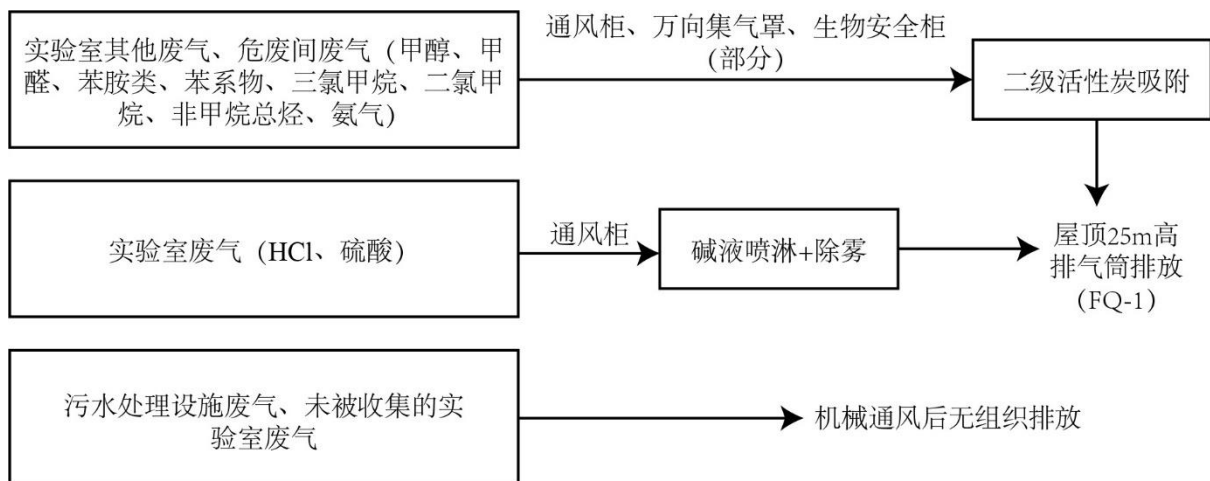 实验室其他废气、危废间废气（甲醇、甲
醛、苯胺类、苯系物、三氯甲烷、二氯甲
烷、非甲烷总烃、氨气）
通风柜、万向集气罩、生物安全柜
（部分）
二级活性炭吸附
实验室废气（HCl、硫酸）
通风柜
碱液喷淋+除雾
屋顶25m高
排气筒排放
（FQ-1）
污水处理设施废气、未被收集的实
验室废气
机械通风后无组织排放